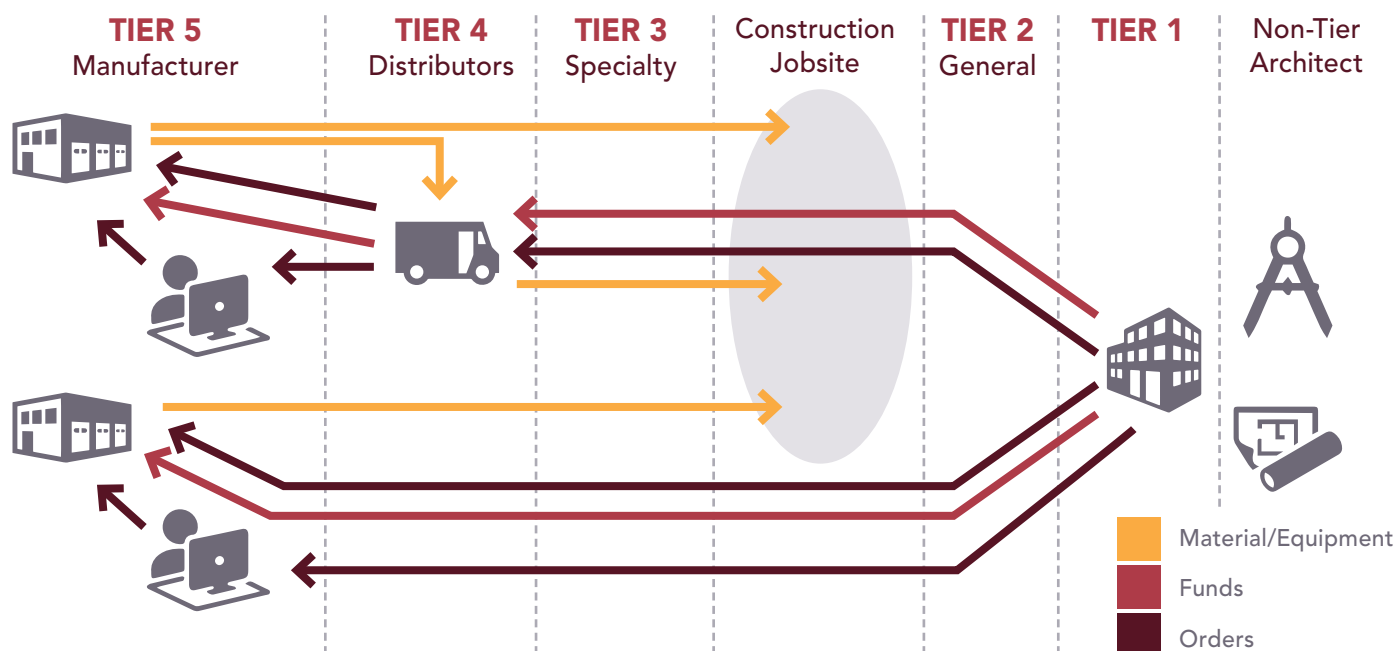 TIER 5
Manufacturer
TIER 4
Distributors
TIER 3
Specialty
Construction
Jobsite
TIER 2
General
TIER 1
Non-Tier
Architect
Material/Equipment
Funds
Orders